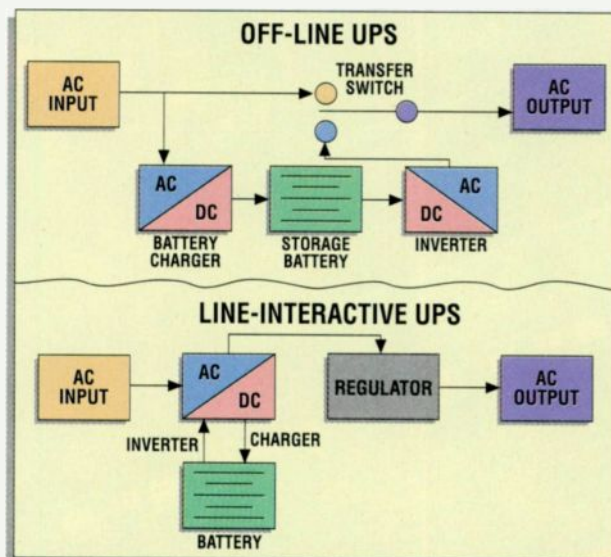 OFF-LINE UPS
AC
INPUT
TRANSFER
SWITCH
AC
OUTPUT
AC
DC
BATTERY
CHARGER
STORAGE
BATTERY
AC
DC
INVERTER
LINE-INTERACTIVE UPS
AC
INPUT
AC
DC
REGULATOR
AC
OUTPUT
INVERTER
CHARGER
BATTERY